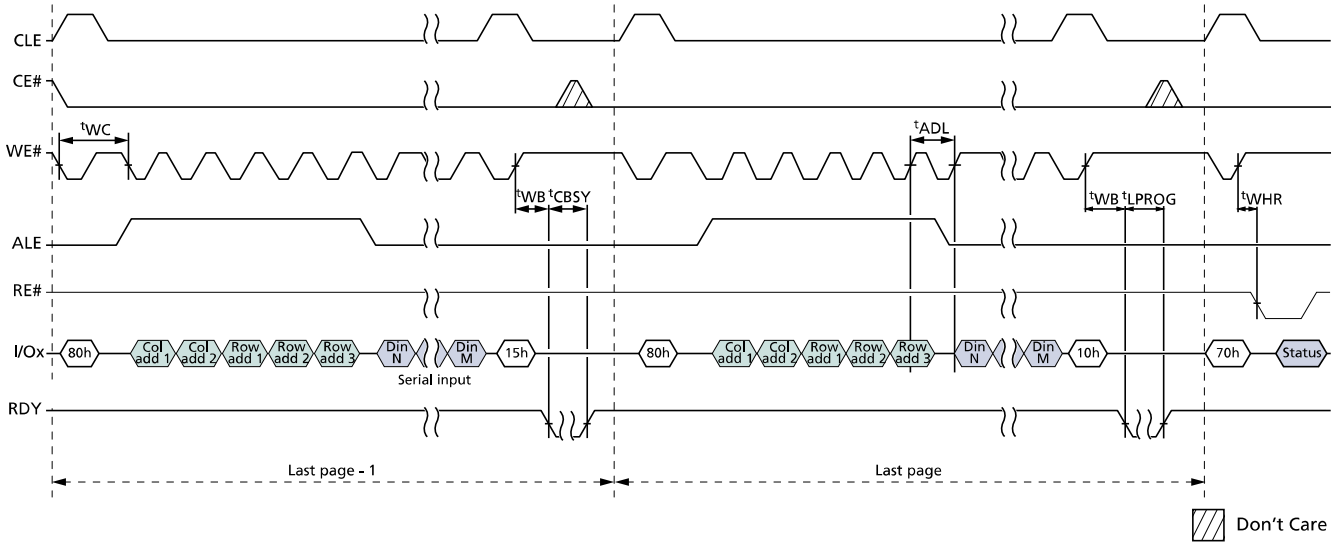 CLE
CE#
tWC
tADL
WE#
tWB tCBSY
tWB tLPROG
tWHR
ALE
RE#
I/Ox
80h
Col add 1
Col add 2
Row add 1
Row add 2
Row add 3
Din N
Din M
15h
80h
Col add 1
Col add 2
Row add 1
Row add 2
Row add 3
Din N
Din M
10h
70h
Status
Serial input
RDY
Last page - 1
Last page
Don't Care